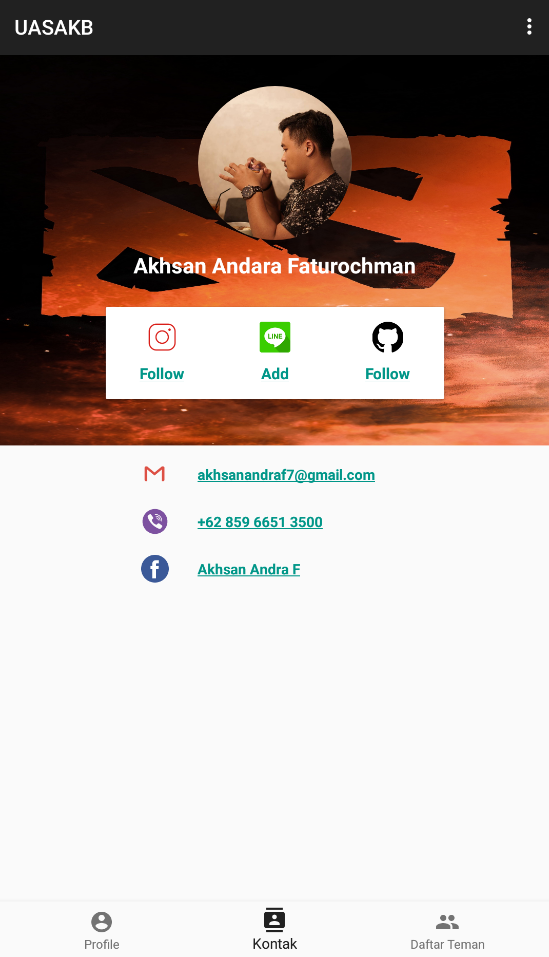 UASAKB
Akhsan Andara Faturochman
LINE
Follow
Add
Follow
akhsanandraf7@gmail.com
+62 859 6651 3500
Akhsan Andra F
Profile
Kontak
Daftar Teman